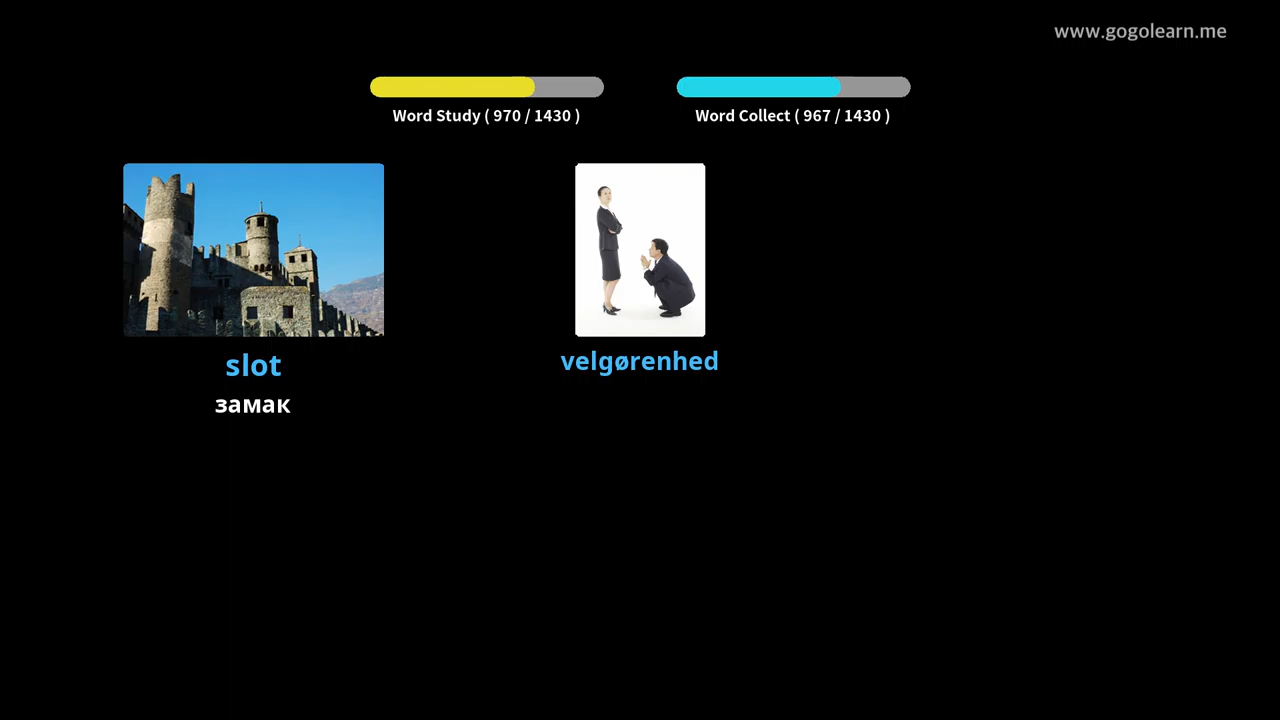 www.gogolearn.me
Word Study ( 970 / 1430 )
Word Collect ( 967 / 1430 )
slot
замак
velgørenhed